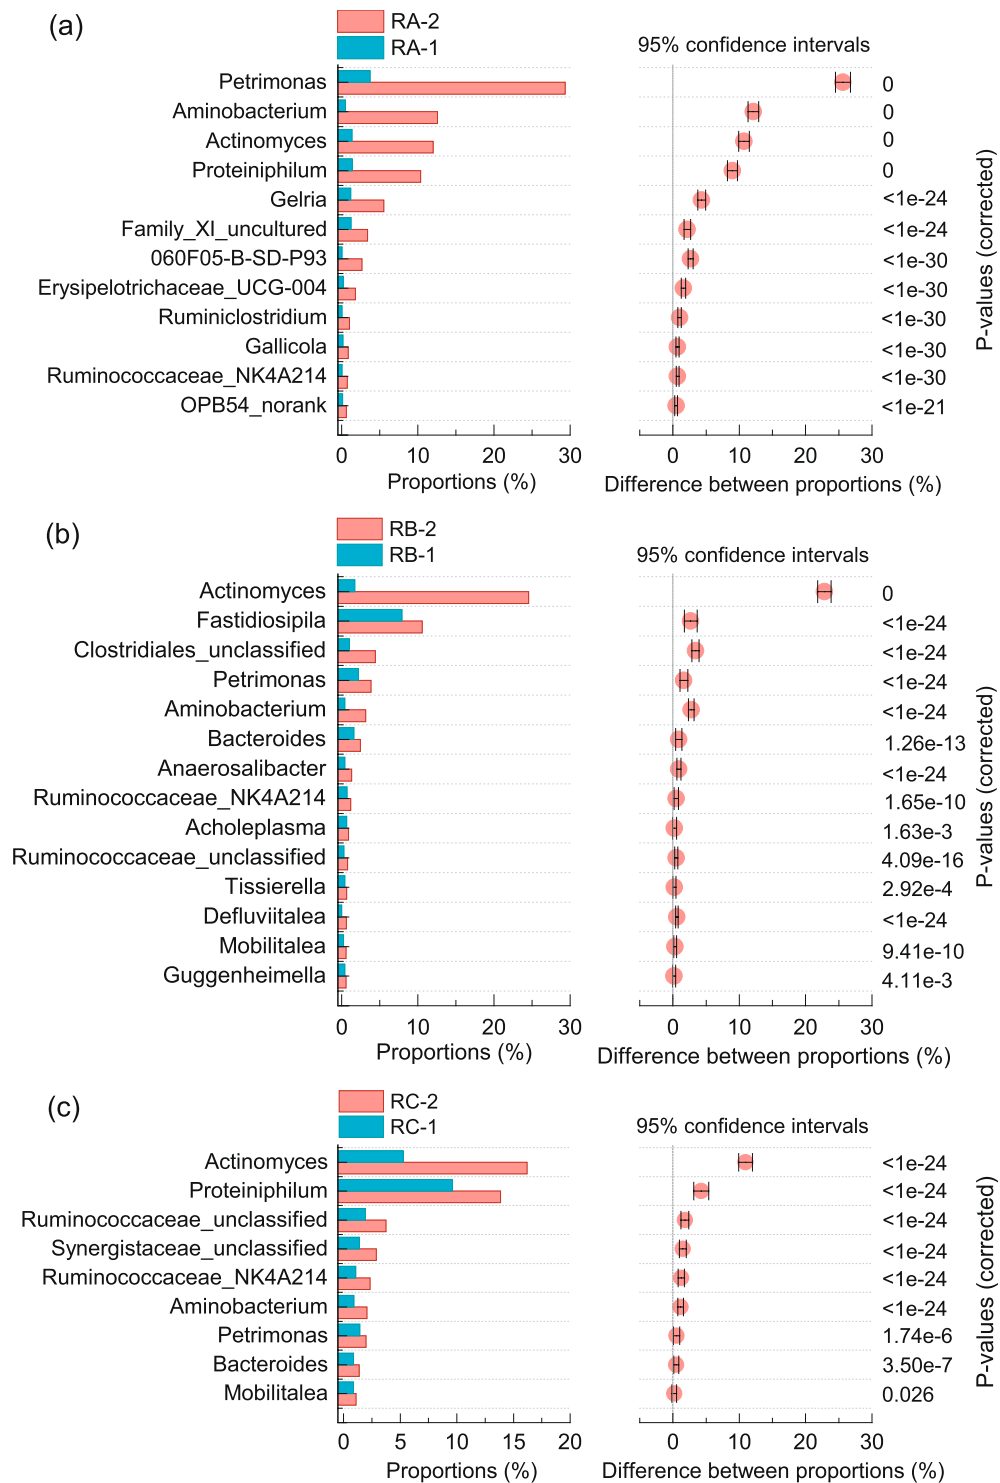 (a)
RA-2
RA-1
95% confidence intervals
Petrimonas 0
Aminobacterium 0
Actinomyces 0
Proteiniphilum 0
Gelria <1e-24
Family_XI_uncultured <1e-24
060F05-B-SD-P93 <1e-30
Erysipelotrichaceae_UCG-004 <1e-30
Ruminiclostridium <1e-30
Gallicola <1e-30
Ruminococcaceae_NK4A214 <1e-30
OPB54_norank <1e-21
P-values (corrected)
0 10 20 30 0 10 20 30
Proportions (%) Difference between proportions (%)
(b)
RB-2
RB-1
95% confidence intervals
Actinomyces 0
Fastidiosipila <1e-24
Clostridiales_unclassified <1e-24
Petrimonas <1e-24
Aminobacterium <1e-24
Bacteroides 1.26e-13
Anaerosalibacter <1e-24
Ruminococcaceae_NK4A214 1.65e-10
Acholeplasma 1.63e-3
Ruminococcaceae_unclassified 4.09e-16
Tissierella 2.92e-4
Defluviitalea <1e-24
Mobilitalea 9.41e-10
Guggenheimella 4.11e-3
P-values (corrected)
0 10 20 30 0 10 20 30
Proportions (%) Difference between proportions (%)
(c)
RC-2
RC-1
95% confidence intervals
Actinomyces <1e-24
Proteiniphilum <1e-24
Ruminococcaceae_unclassified <1e-24
Synergistaceae_unclassified <1e-24
Ruminococcaceae_NK4A214 <1e-24
Aminobacterium <1e-24
Petrimonas 1.74e-6
Bacteroides 3.50e-7
Mobilitalea 0.026
P-values (corrected)
0 5 10 15 20 0 10 20 30
Proportions (%) Difference between proportions (%)